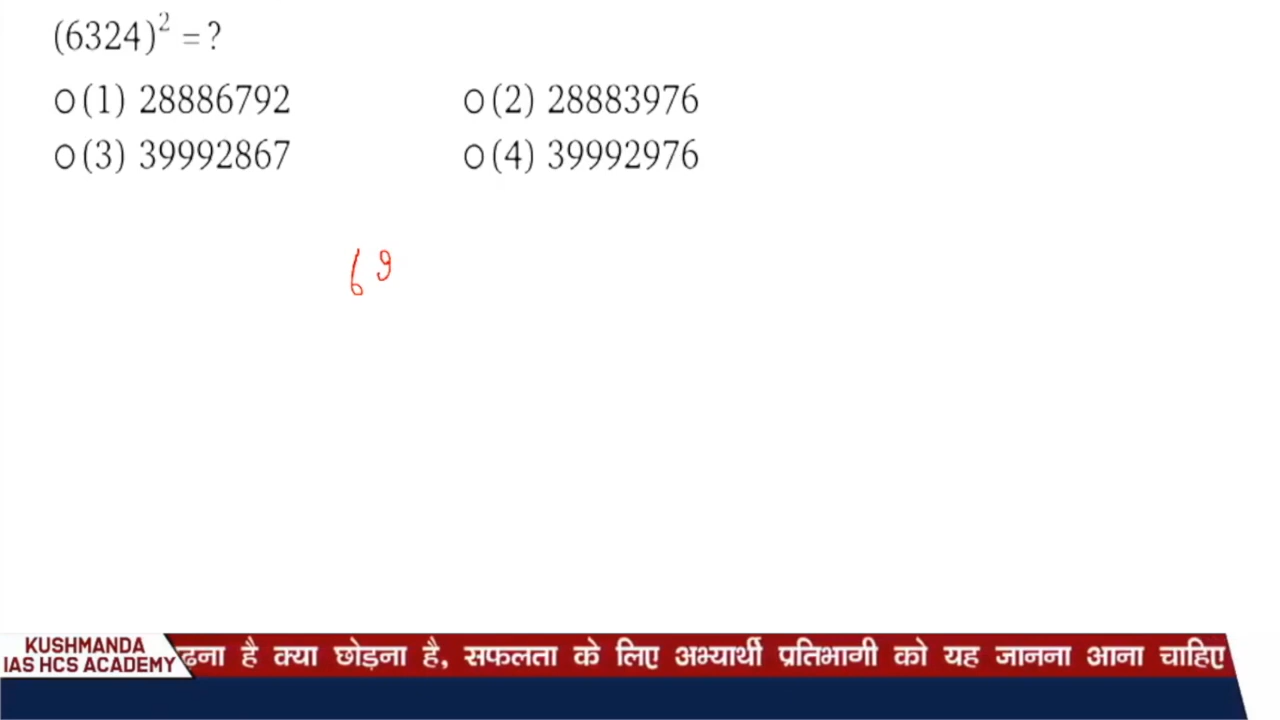 (6324)² = ?
O (1) 28886792 O (2) 28883976
O (3) 39992867 O (4) 39992976
69
KUSHMANDA
IAS HCS ACADEMY
ढना है क्या छोड़ना है, सफलता के लिए अभ्यार्थी प्रतिभागी को यह जानना आना चाहिए